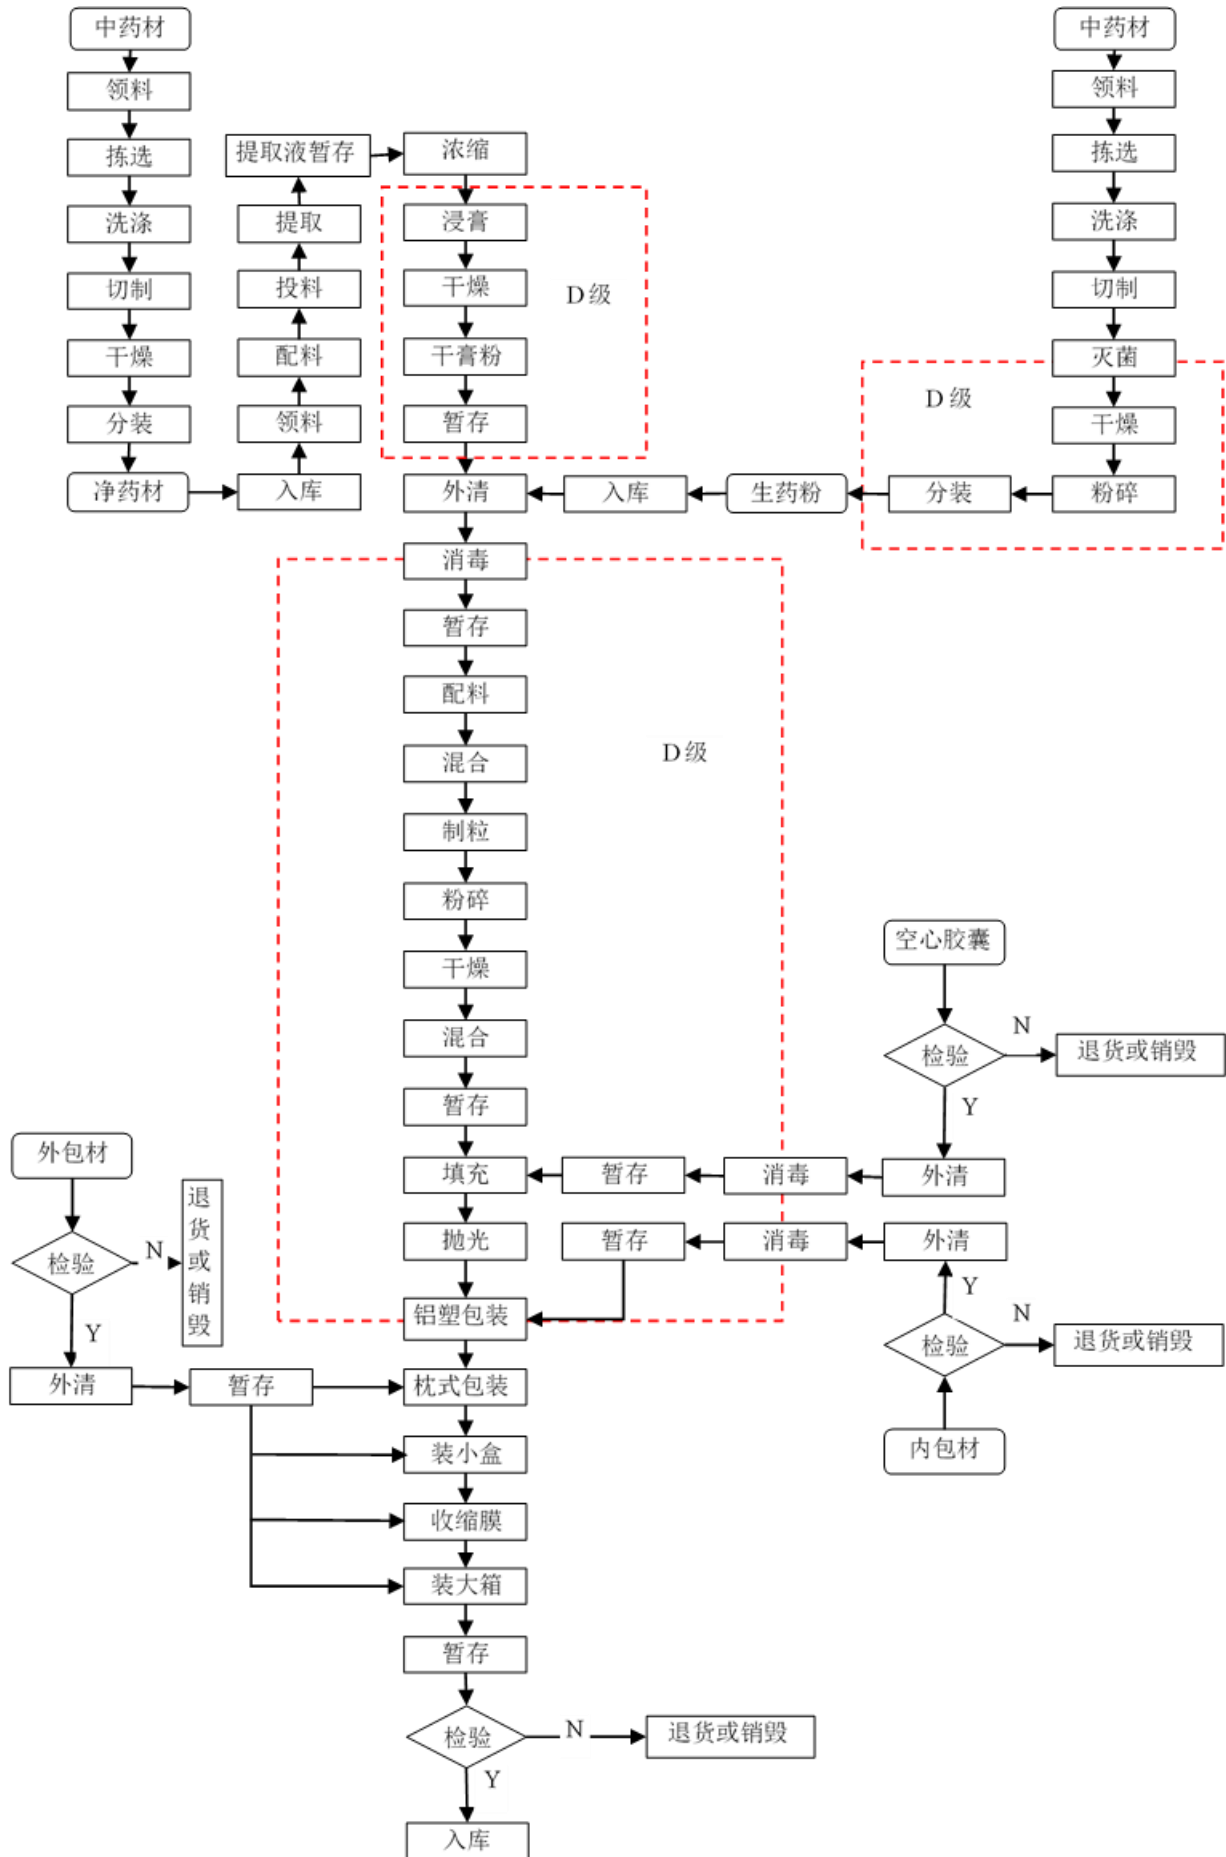 中药材
领料
拣选
洗涤
切制
干燥
分装
净药材
入库
领料
配料
投料
提取
提取液暂存
浓缩
浸膏
干燥
干膏粉
暂存
D级
外清
中药材
领料
拣选
洗涤
切制
灭菌
D级
干燥
粉碎
分装
生药粉
入库
消毒
暂存
配料
混合
制粒
粉碎
干燥
混合
暂存
填充
抛光
铝塑包装
D级
空心胶囊
检验
N
退货或销毁
Y
外清
消毒
暂存
内包材
检验
N
退货或销毁
Y
外清
消毒
暂存
外包材
检验
N
退货或销毁
Y
外清
暂存
枕式包装
装小盒
收缩膜
装大箱
暂存
检验
N
退货或销毁
Y
入库